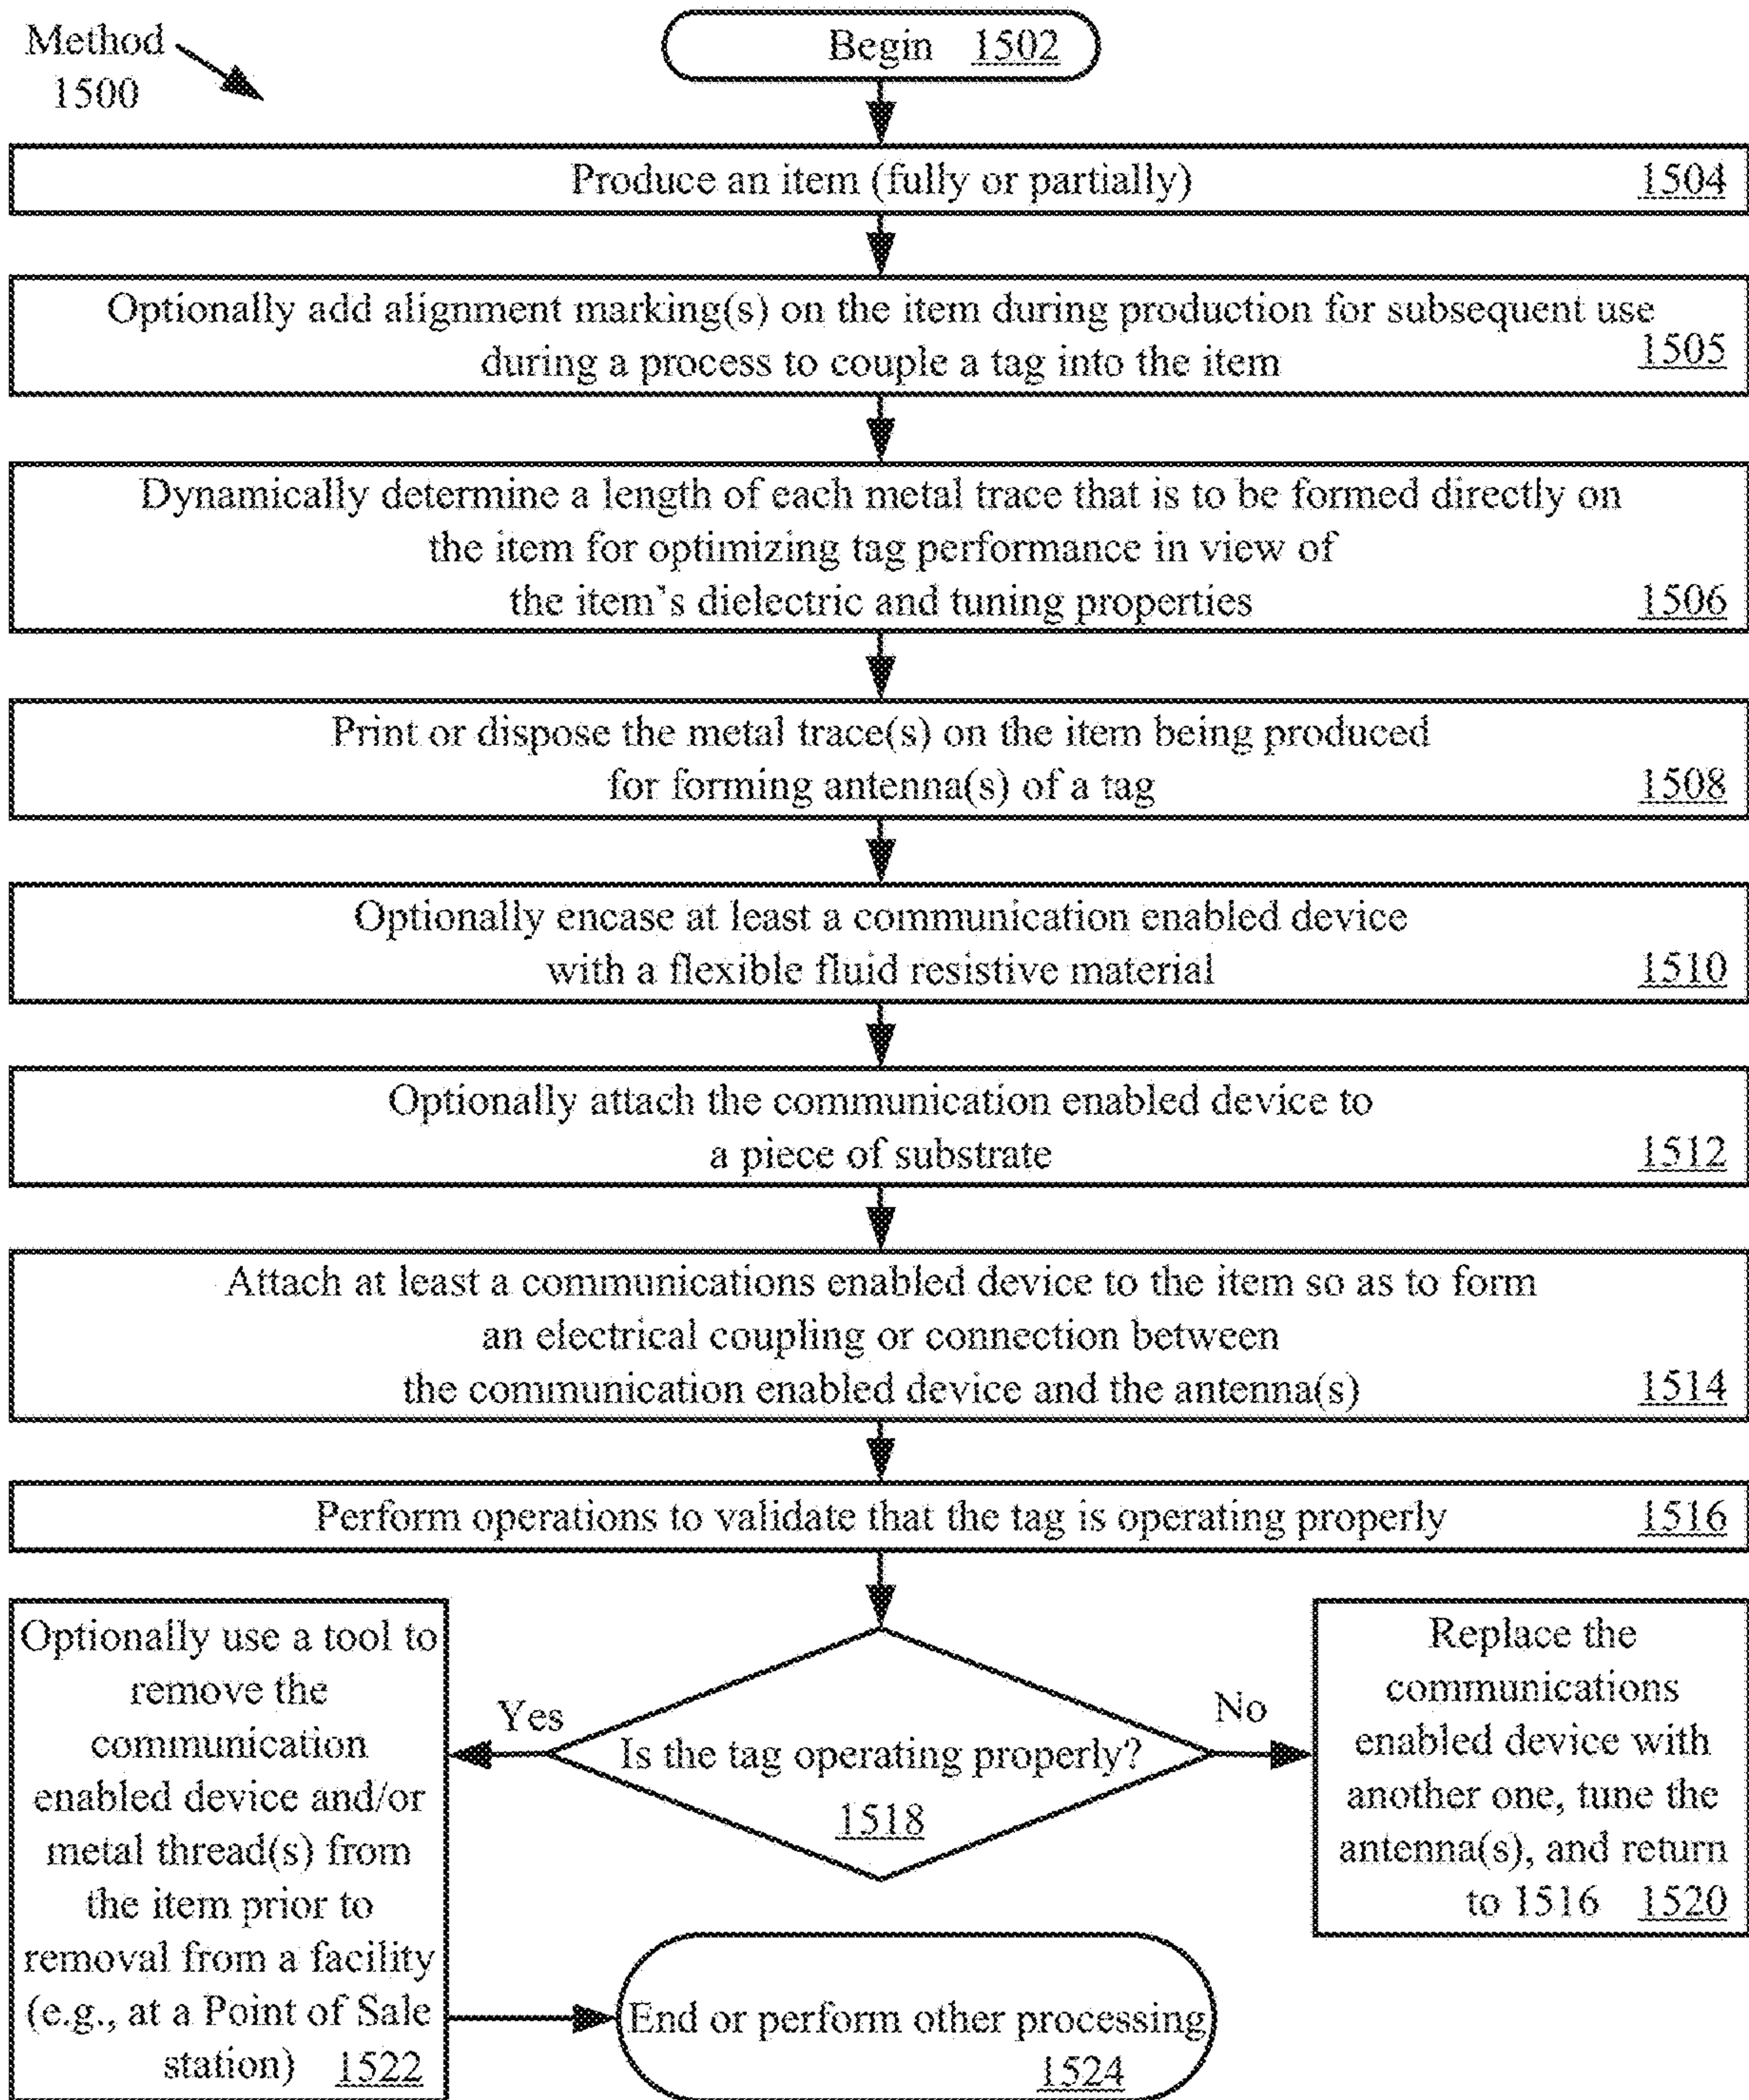 Method
1500
Begin 1502
Produce an item (fully or partially) 1504
Optionally add alignment marking(s) on the item during production for subsequent use
during a process to couple a tag into the item 1505
Dynamically determine a length of each metal trace that is to be formed directly on
the item for optimizing tag performance in view of
the item's dielectric and tuning properties 1506
Print or dispose the metal trace(s) on the item being produced
for forming antenna(s) of a tag 1508
Optionally encase at least a communication enabled device
with a flexible fluid resistive material 1510
Optionally attach the communication enabled device to
a piece of substrate 1512
Attach at least a communications enabled device to the item so as to form
an electrical coupling or connection between
the communication enabled device and the antenna(s) 1514
Perform operations to validate that the tag is operating properly 1516
Optionally use a tool to
remove the
communication
enabled device and/or
metal thread(s) from
the item prior to
removal from a facility
(e.g., at a Point of Sale
station) 1522
Yes
Is the tag operating properly?
1518
No
Replace the
communications
enabled device with
another one, tune the
antenna(s), and return
to 1516 1520
End or perform other processing
1524